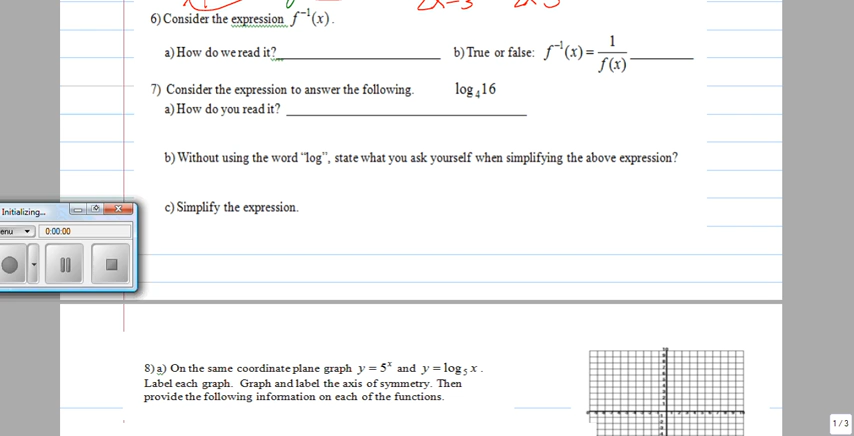 6) Consider the expression f⁻¹(x).
a) How do we read it? ____________ b) True or false: f⁻¹(x) = 1/f(x) ________
7) Consider the expression to answer the following. log₄16
a) How do you read it? ____________
b) Without using the word “log”, state what you ask yourself when simplifying the above expression?
Initializing...
c) Simplify the expression.
enu 0:00:00
8) a) On the same coordinate plane graph y = 5ˣ and y = log₅ x .
Label each graph. Graph and label the axis of symmetry. Then
provide the following information on each of the functions.
1 / 3